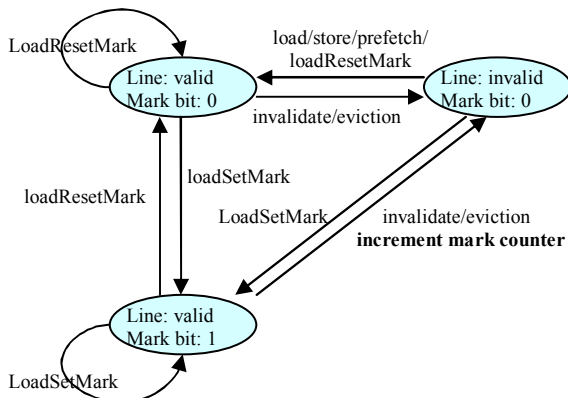 LoadResetMark
Line: valid
Mark bit: 0
load/store/prefetch/
loadResetMark
Line: invalid
Mark bit: 0
invalidate/eviction
loadSetMark
loadResetMark
LoadSetMark
invalidate/eviction
increment mark counter
Line: valid
Mark bit: 1
LoadSetMark